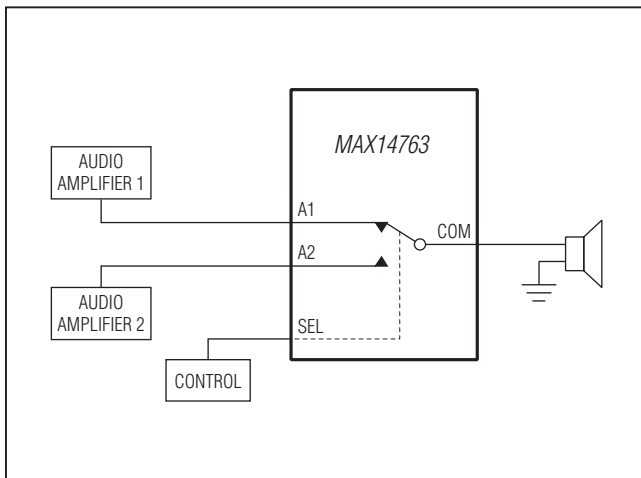 MAX14763
AUDIO
AMPLIFIER 1
A1
COM
A2
AUDIO
AMPLIFIER 2
SEL
CONTROL